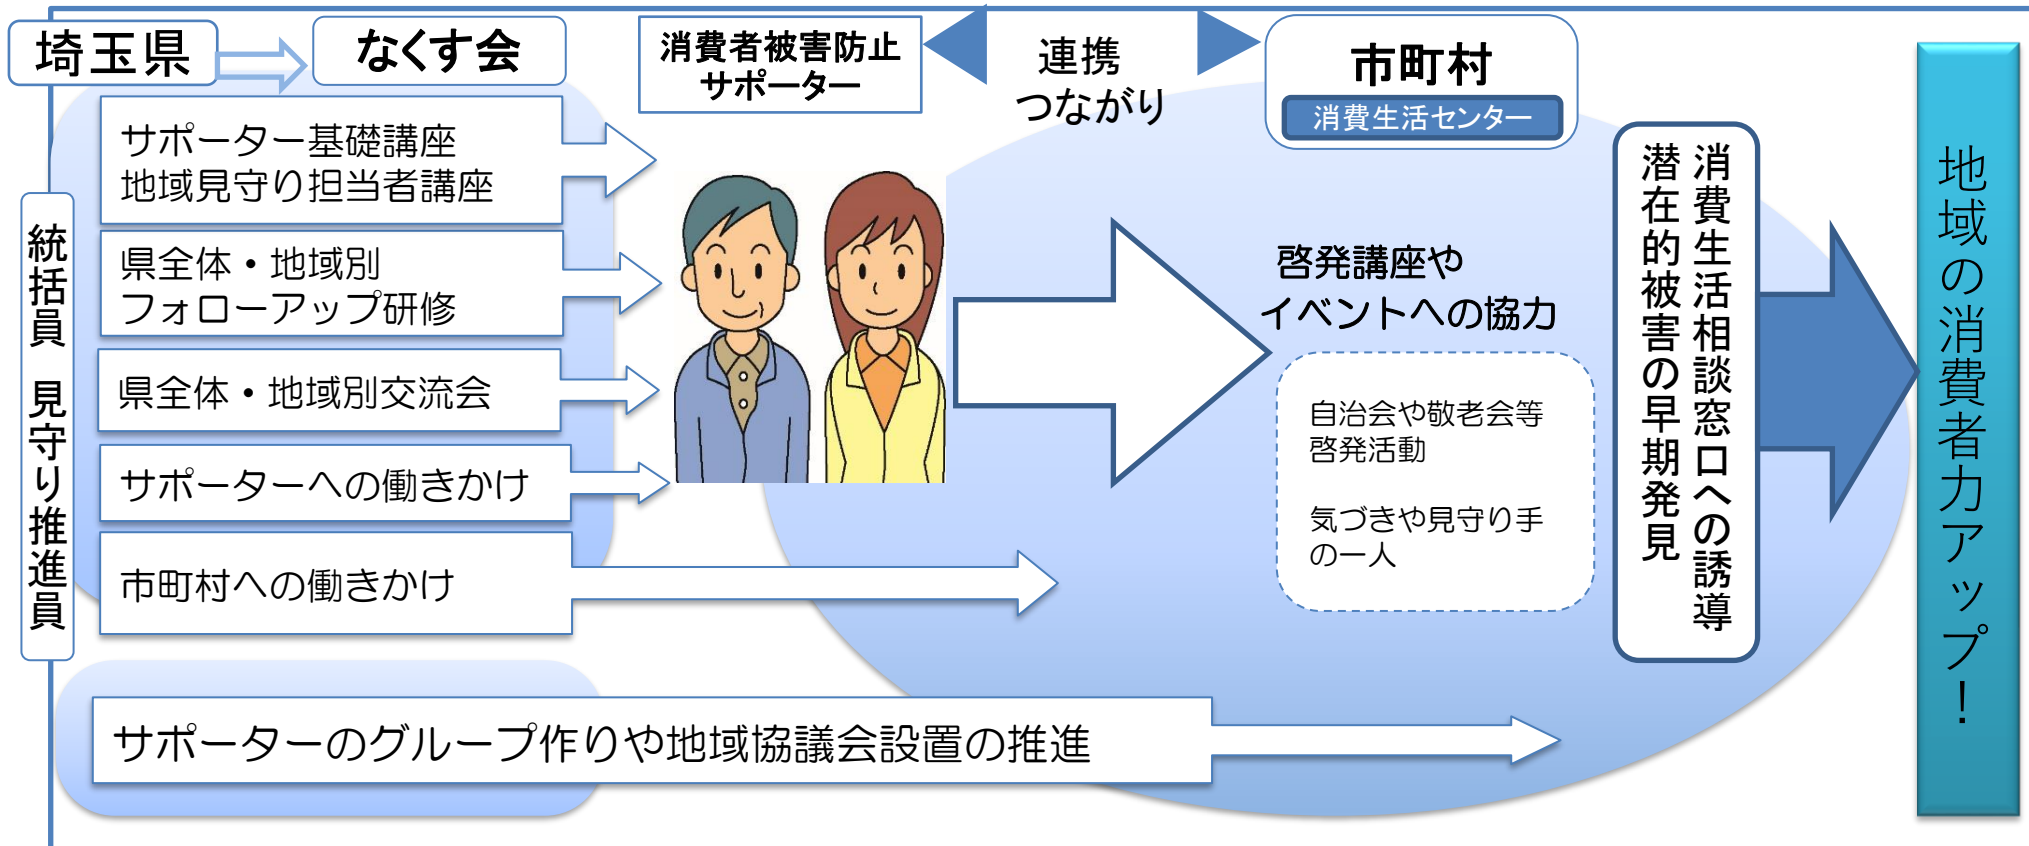 埼玉県
なくす会
消費者被害防止
サポーター
連携
つながり
市町村
消費生活センター
統括員　見守り推進員
サポーター基礎講座
地域見守り担当者講座
県全体・地域別
フォローアップ研修
県全体・地域別交流会
サポーターへの働きかけ
市町村への働きかけ
サポーターのグループ作りや地域協議会設置の推進
啓発講座や
イベントへの協力
自治会や敬老会等
啓発活動
気づきや見守り手
の一人
消費生活相談窓口への誘導
潜在的被害の早期発見
地域の消費者力アップ！